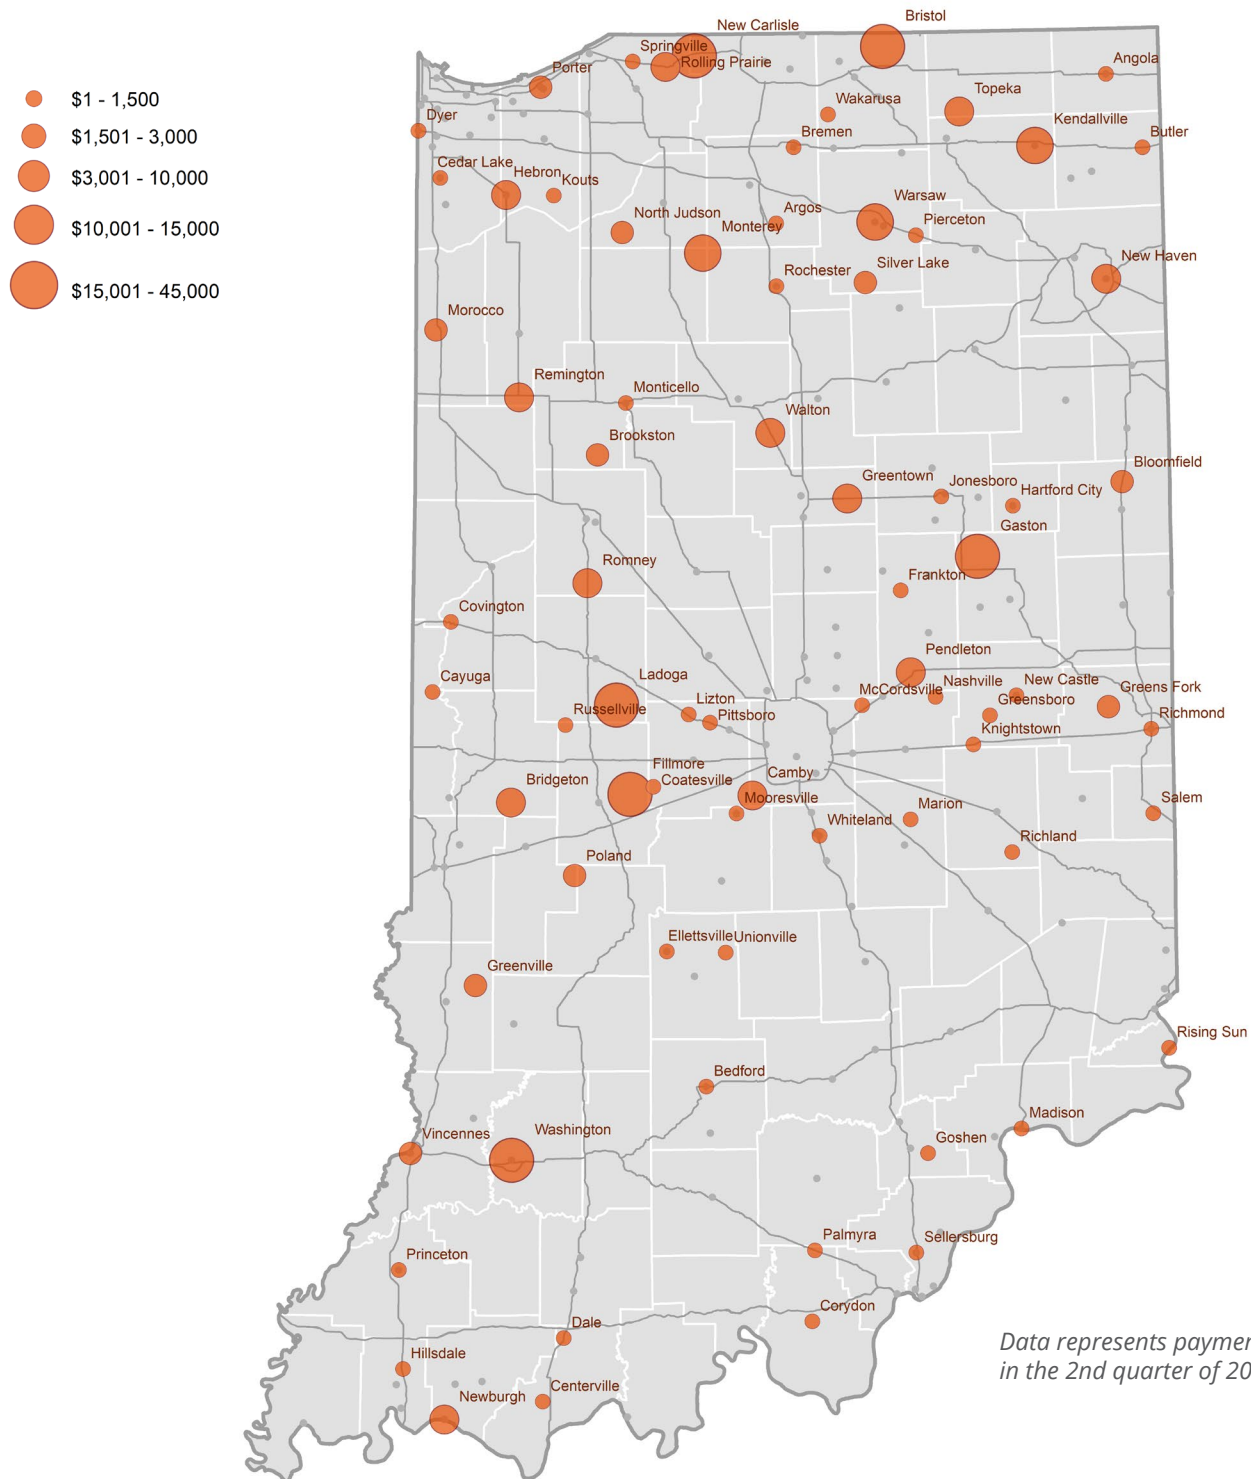 New Carlisle
Bristol
Springville
Rolling Prairie
Porter
Angola
$1 - 1,500
$1,501 - 3,000
$3,001 - 10,000
$10,001 - 15,000
$15,001 - 45,000
Topeka
Wakarusa
Dyer
Kendallville
Bremen
Butler
Cedar Lake
Hebron
Kouts
Warsaw
North Judson
Argos
Monterey
Pierceton
New Haven
Silver Lake
Rochester
Morocco
Remington
Monticello
Walton
Brookston
Bloomfield
Greentown
Jonesboro
Hartford City
Gaston
Romney
Frankton
Covington
Pendleton
Ladoga
Cayuga
Nashville
New Castle
Greens Fork
McCordsville
Lizton
Greensboro
Russellville
Pittsboro
Richmond
Knightstown
Fillmore
Camby
Bridgeton
Coatesville
Mooresville
Marion
Salem
Whiteland
Richland
Poland
Ellettsville
Unionville
Greenville
Rising Sun
Bedford
Madison
Vincennes
Washington
Goshen
Palmyra
Sellersburg
Princeton
Corydon
Dale
Data represents paymen
in the 2nd quarter of 20
Hillsdale
Centerville
Newburgh